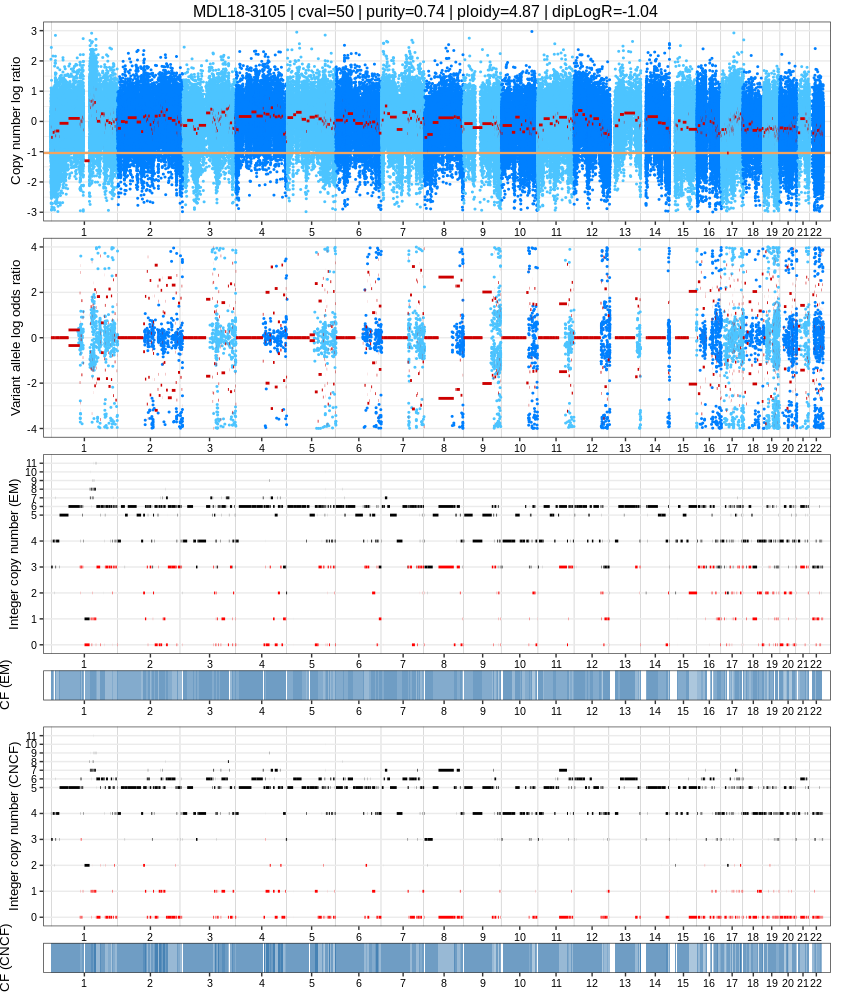 MDL18-3105 | cval=50 | purity=0.74 | ploidy=4.87 | dipLogR=-1.04
Copy number log ratio
3
2
1
0
-1
-2
-3
1 2 3 4 5 6 7 8 9 10 11 12 13 14 15 16 17 18 19 20 21 22
Variant allele log odds ratio
4
2
0
-2
-4
1 2 3 4 5 6 7 8 9 10 11 12 13 14 15 16 17 18 19 20 21 22
Integer copy number (EM)
11
10
9
8
7
6
5
4
3
2
1
0
1 2 3 4 5 6 7 8 9 10 11 12 13 14 15 16 17 18 19 20 21 22
CF (EM)
1 2 3 4 5 6 7 8 9 10 11 12 13 14 15 16 17 18 19 20 21 22
Integer copy number (CNCF)
11
10
9
8
7
6
5
4
3
2
1
0
1 2 3 4 5 6 7 8 9 10 11 12 13 14 15 16 17 18 19 20 21 22
CF (CNCF)
1 2 3 4 5 6 7 8 9 10 11 12 13 14 15 16 17 18 19 20 21 22